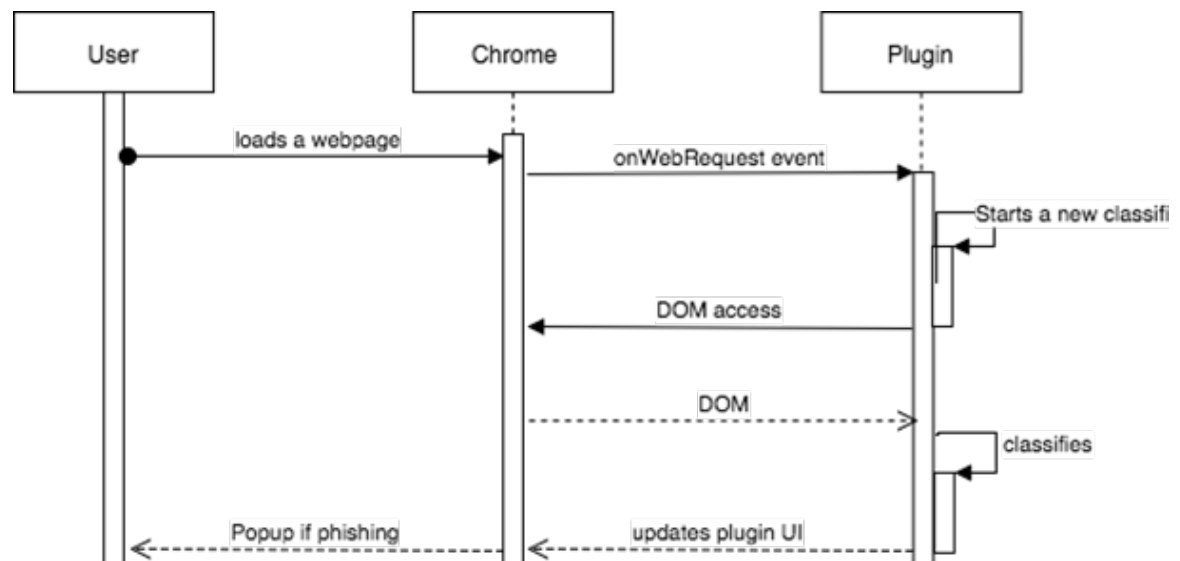 User
Chrome
Plugin
loads a webpage
onWebRequest event
Starts a new classifi
DOM access
DOM
classifies
Popup if phishing
updates plugin UI